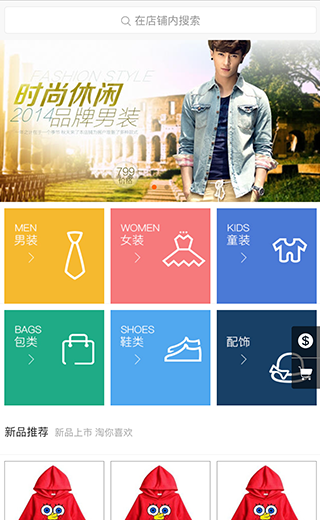 在店铺内搜索
FASHION STYLE
时尚休闲
2014品牌男装
799
MEN
男装
WOMEN
女装
KIDS
童装
BAGS
包类
SHOES
鞋类
配饰
$
新品推荐 新品上市 淘你喜欢